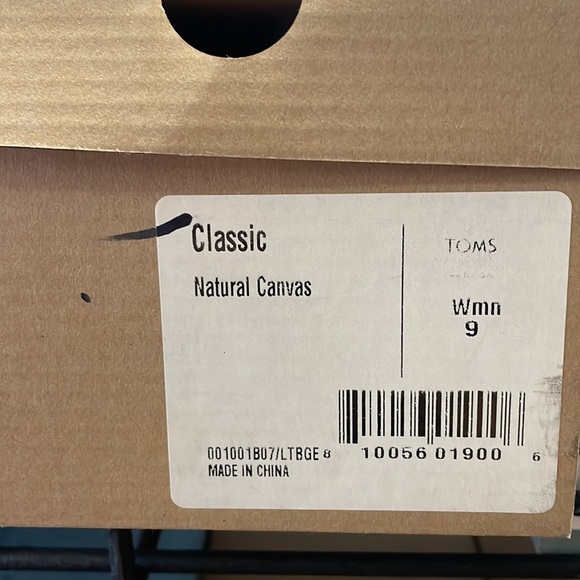 Classic
Natural Canvas
TOMS
Wmn
9
001001B07/LTBGE
MADE IN CHINA
8 10056 01900 6